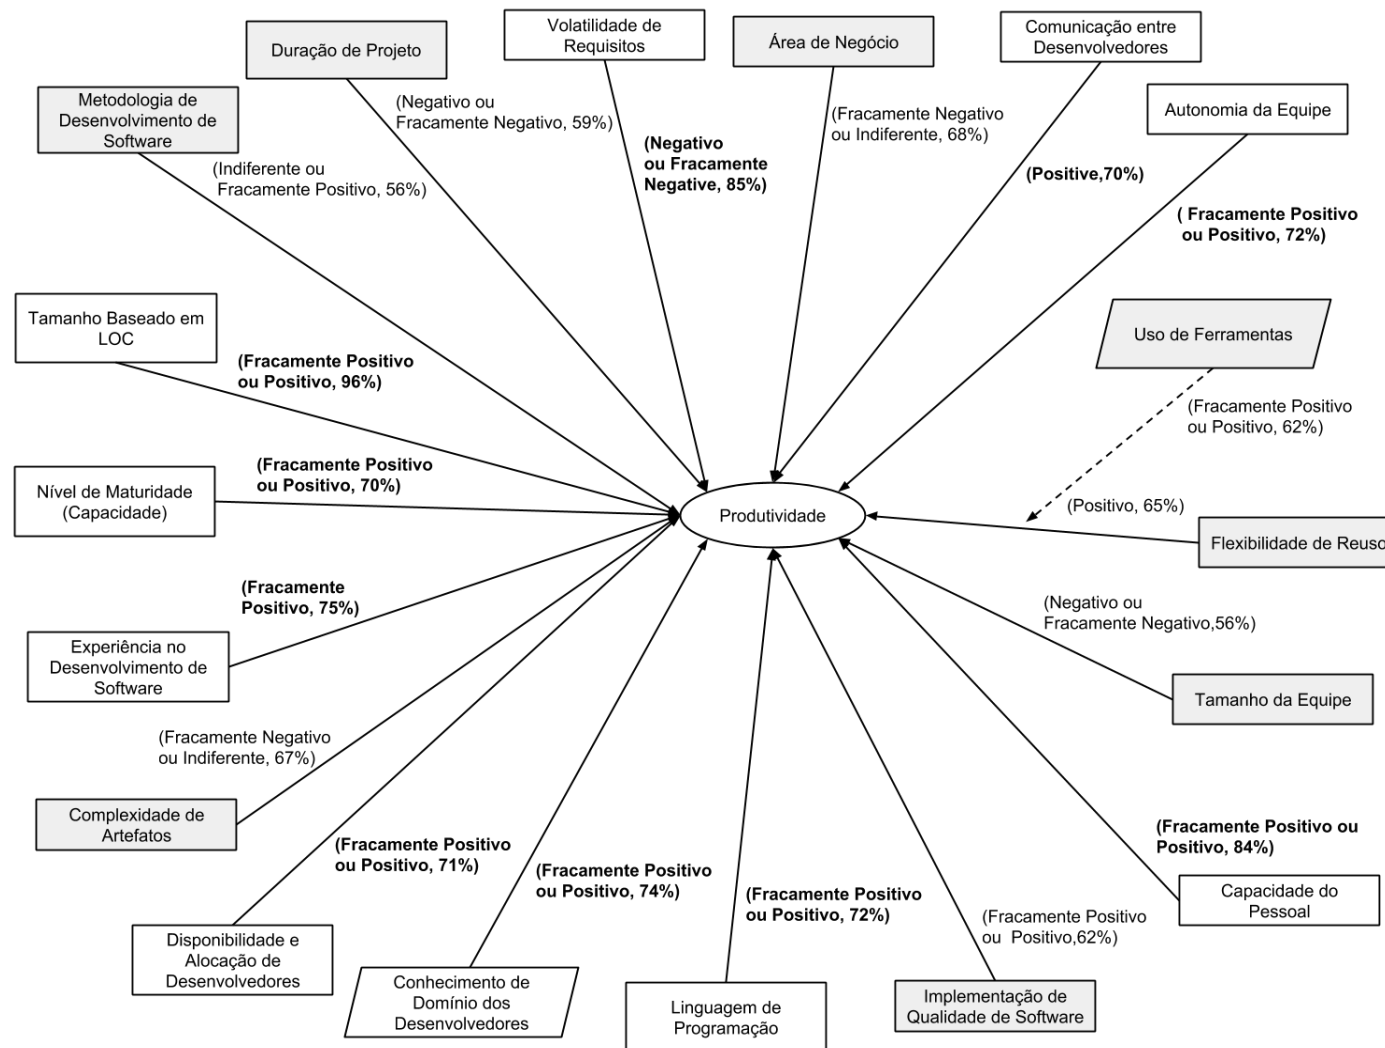 Volatilidade de
Requisitos
Comunicação entre
Desenvolvedores
Duração de Projeto
Área de Negócio
Metodologia de
Desenvolvimento de
Software
(Negativo ou
Fracamente Negativo, 59%)
(Fracamente Negativo
ou Indiferente, 68%)
Autonomia da Equipe
(Indiferente ou
Fracamente Positivo, 56%)
(Negativo
ou Fracamente
Negative, 85%)
(Positive,70%)
( Fracamente Positivo
ou Positivo, 72%)
Tamanho Baseado em
LOC
Uso de Ferramentas
(Fracamente Positivo
ou Positivo, 96%)
(Fracamente Positivo
ou Positivo, 62%)
Nível de Maturidade
(Capacidade)
(Fracamente Positivo
ou Positivo, 70%)
Produtividade
(Positivo, 65%)
Flexibilidade de Reuso
(Fracamente
Positivo, 75%)
(Negativo ou
Fracamente Negativo,56%)
Experiência no
Desenvolvimento de
Software
Tamanho da Equipe
(Fracamente Negativo
ou Indiferente, 67%)
Complexidade de
Artefatos
(Fracamente Positivo
ou Positivo, 71%)
(Fracamente Positivo
ou Positivo, 74%)
(Fracamente Positivo
ou Positivo, 72%)
(Fracamente Positivo ou
Positivo, 84%)
Capacidade do
Pessoal
(Fracamente Positivo
ou Positivo,62%)
Disponibilidade e
Alocação de
Desenvolvedores
Conhecimento de
Domínio dos
Desenvolvedores
Linguagem de
Programação
Implementação de
Qualidade de Software